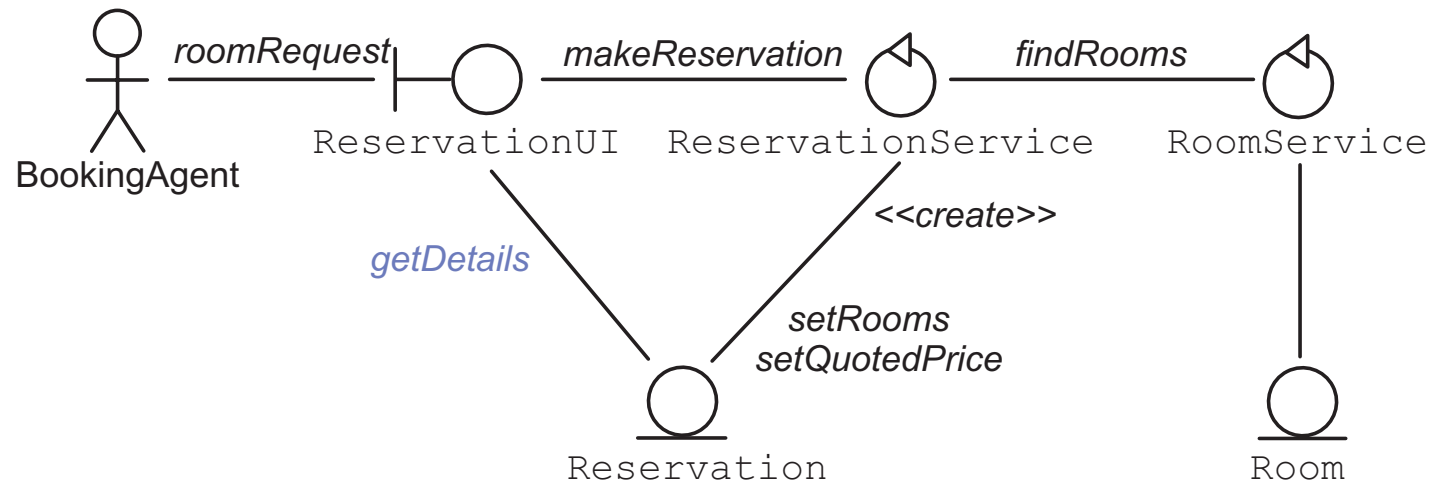 roomRequest
makeReservation
findRooms
ReservationUI
ReservationService
RoomService
BookingAgent
<<create>>
getDetails
setRooms
setQuotedPrice
Reservation
Room